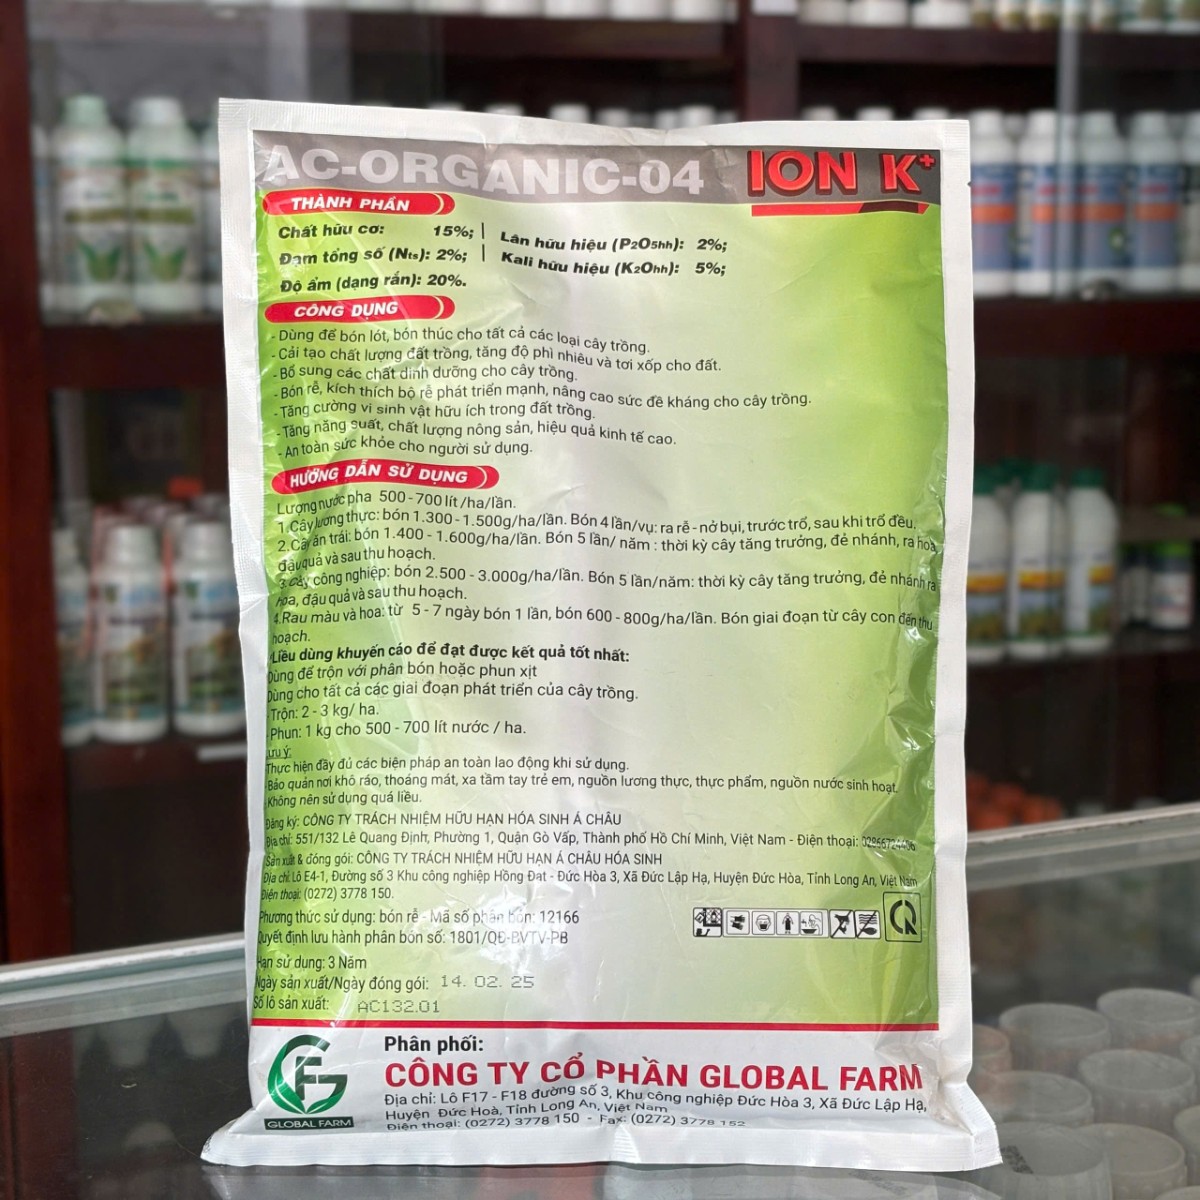 AC-ORGANIC-04 ION K+
THÀNH PHẦN
Chất hữu cơ: 15%; | Lân hữu hiệu (P2O5hh): 2%;
Đạm tổng số (Nts): 2%; | Kali hữu hiệu (K2Ohh): 5%;
Độ ẩm (dạng rắn): 20%.
CÔNG DỤNG
- Dùng để bón lót, bón thúc cho tất cả các loại cây trồng.
- Cải tạo chất lượng đất trồng, tăng độ phì nhiêu và tơi xốp cho đất.
- Bổ sung các chất dinh dưỡng cho cây trồng.
- Bón rễ, kích thích bộ rễ phát triển mạnh, nâng cao sức đề kháng cho cây trồng.
- Tăng cường vi sinh vật hữu ích trong đất trồng.
- Tăng năng suất, chất lượng nông sản, hiệu quả kinh tế cao.
- An toàn sức khỏe cho người sử dụng.
HƯỚNG DẪN SỬ DỤNG
Lượng nước pha 500 - 700 lít /ha/lần.
1.Cây lương thực: bón 1.300 - 1.500g/ha/lần. Bón 4 lần/vụ: ra rễ - nở bụi, trước trổ, sau khi trổ đều.
2.Cây ăn trái: bón 1.400 - 1.600g/ha/lần. Bón 5 lần/ năm : thời kỳ cây tăng trưởng, đẻ nhánh, ra hoa,
đậu quả và sau thu hoạch.
3.Cây công nghiệp: bón 2.500 - 3.000g/ha/lần. Bón 5 lần/năm: thời kỳ cây tăng trưởng, đẻ nhánh ra
hoa, đậu quả và sau thu hoạch.
4.Rau màu và hoa: từ 5 - 7 ngày bón 1 lần, bón 600 - 800g/ha/lần. Bón giai đoạn từ cây con đến thu
hoạch.
*Liều dùng khuyến cáo để đạt được kết quả tốt nhất:
Dùng để trộn với phân bón hoặc phun xịt
Dùng cho tất cả các giai đoạn phát triển của cây trồng.
- Trộn: 2 - 3 kg/ ha.
- Phun: 1 kg cho 500 - 700 lít nước / ha.
Lưu ý:
Thực hiện đầy đủ các biện pháp an toàn lao động khi sử dụng.
Bảo quản nơi khô ráo, thoáng mát, xa tầm tay trẻ em, nguồn lương thực, thực phẩm, nguồn nước sinh hoạt.
Không nên sử dụng quá liều.
Đăng ký: CÔNG TY TRÁCH NHIỆM HỮU HẠN HÓA SINH Á CHÂU
Địa chỉ: 551/132 Lê Quang Định, Phường 1, Quận Gò Vấp, Thành phố Hồ Chí Minh, Việt Nam - Điện thoại:
Sản xuất & đóng gói: CÔNG TY TRÁCH NHIỆM HỮU HẠN Á CHÂU HÓA SINH
Địa chỉ: Lô E4-1, Đường số 3 Khu công nghiệp Hồng Đạt - Đức Hòa 3, Xã Đức Lập Hạ, Huyện Đức Hòa, Tỉnh Long An, Việt Nam
Điện thoại: (0272) 3778 150.
Phương thức sử dụng: bón rễ - Mã số phân bón: 12166
Quyết định lưu hành phân bón số: 1801/QĐ-BVTV-PB
Hạn sử dụng: 3 Năm
Ngày sản xuất/Ngày đóng gói: 14. 02. 25
Số lô sản xuất: AC132.01
GLOBAL FARM
Phân phối:
CÔNG TY CỔ PHẦN GLOBAL FARM
Địa chỉ: Lô F17 - F18 đường số 3, Khu công nghiệp Đức Hòa 3, Xã Đức Lập Hạ,
Huyện Đức Hoà, Tỉnh Long An, Việt Nam
Điện thoại: (0272) 3778 150 - Fax: (0272) 3778 152